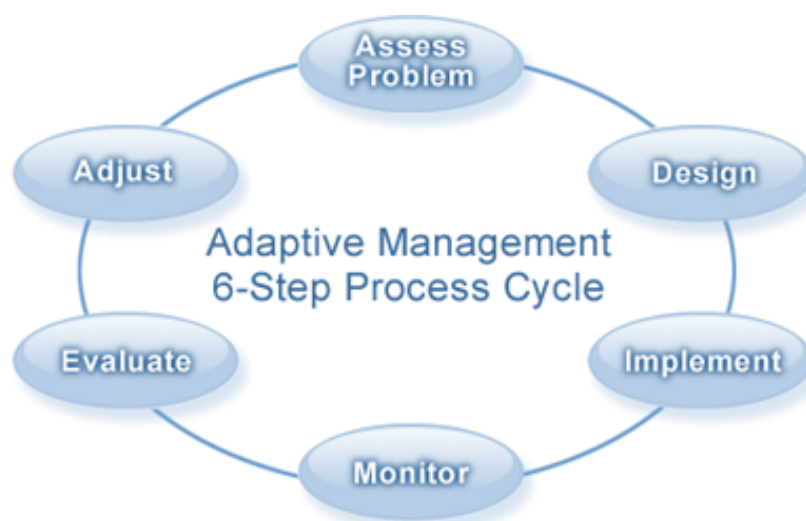 Assess
Problem
Design
Implement
Monitor
Evaluate
Adjust
Adaptive Management
6-Step Process Cycle